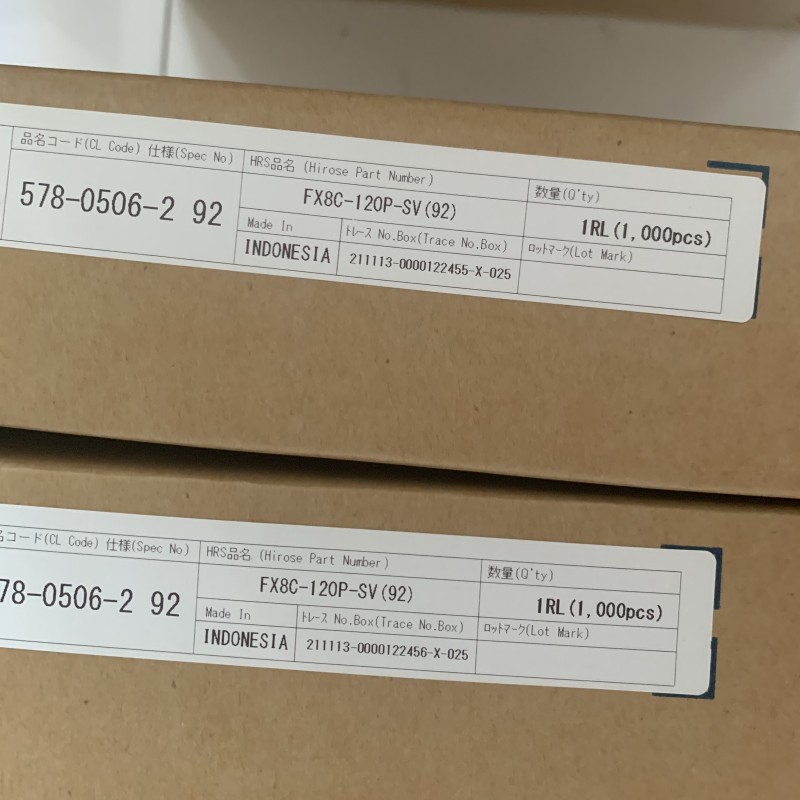 品名コード(CL Code) 仕様(Spec No)
HRS品名 (Hirose Part Number)
数量(Q'ty)
578-0506-2 92
FX8C-120P-SV(92)
1RL(1,000pcs)
Made In
トレース No.Box(Trace No.Box)
ロットマーク(Lot Mark)
INDONESIA
211113-0000122455-X-025
コード(CL Code) 仕様(Spec No)
HRS品名 (Hirose Part Number)
数量(Q'ty)
78-0506-2 92
FX8C-120P-SV(92)
1RL(1,000pcs)
Made In
トレース No.Box(Trace No.Box)
ロットマーク(Lot Mark)
INDONESIA
211113-0000122456-X-025